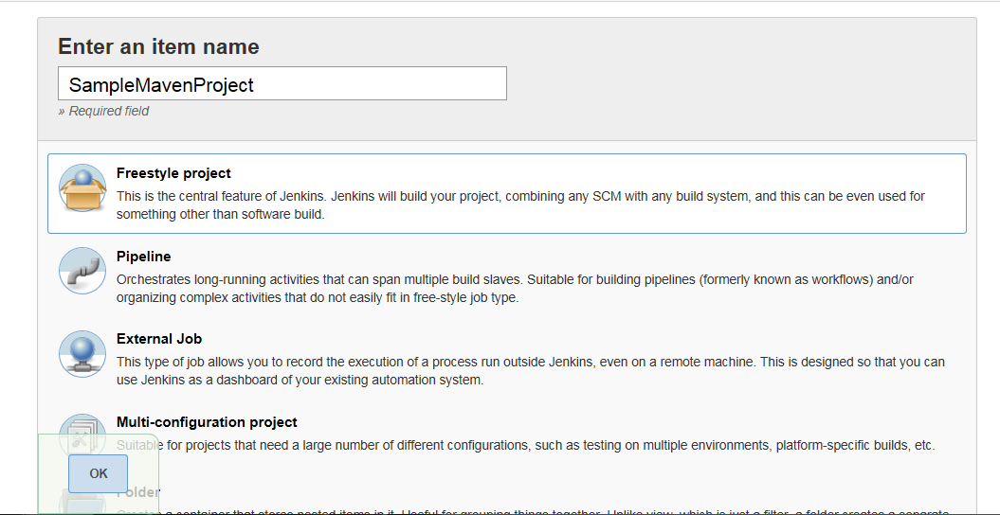 Enter an item name
SampleMavenProject
» Required field
Freestyle project
This is the central feature of Jenkins. Jenkins will build your project, combining any SCM with any build system, and this can be even used for
something other than software build.
Pipeline
Orchestrates long-running activities that can span multiple build slaves. Suitable for building pipelines (formerly known as workflows) and/or
organizing complex activities that do not easily fit in free-style job type.
External Job
This type of job allows you to record the execution of a process run outside Jenkins, even on a remote machine. This is designed so that you can
use Jenkins as a dashboard of your existing automation system.
Multi-configuration project
Suitable for projects that need a large number of different configurations, such as testing on multiple environments, platform-specific builds, etc.
OK
Folder
Creates a container that stores nested items in it. Useful for grouping things together. Unlike view, which is just a filter, a folder creates a separate